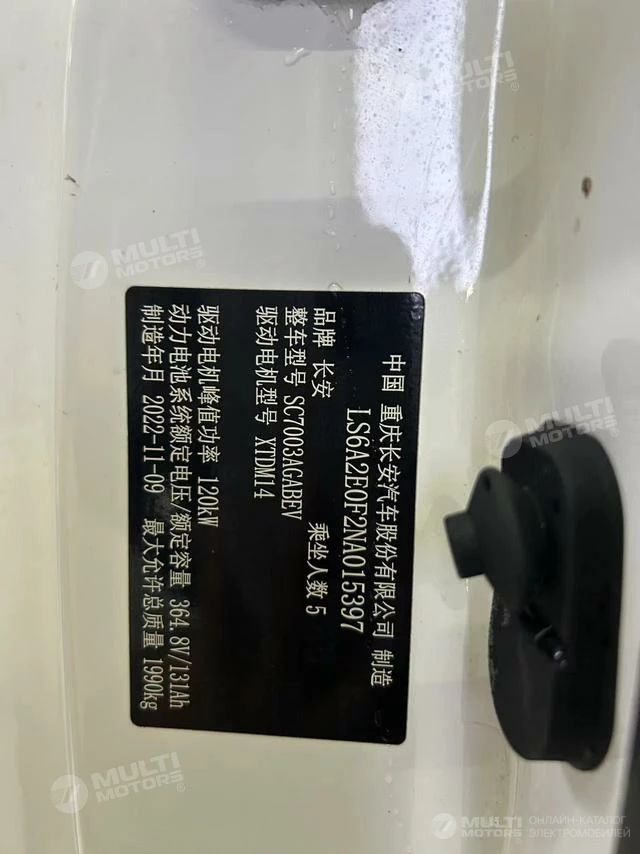 中国 重庆长安汽车股份有限公司 制造
LS6A2E0F2NA015397
品牌 长安 乘坐人数 5
整车型号 SC7003AGABEV
驱动电机型号 XTDM14
驱动电机峰值功率 120kW
动力电池系统额定电压/额定容量 364.8V/131Ah
制造年月 2022-11-09 最大允许总质量 1990kg
MULTI
MOTORS®
MULTI
MOTORS®
MULTI
MOTORS®
MULTI
MOTORS®
MULTI
MOTORS®
ОНЛАЙН-КАТАЛОГ
ЭЛЕКТРОМОБИЛЕЙ